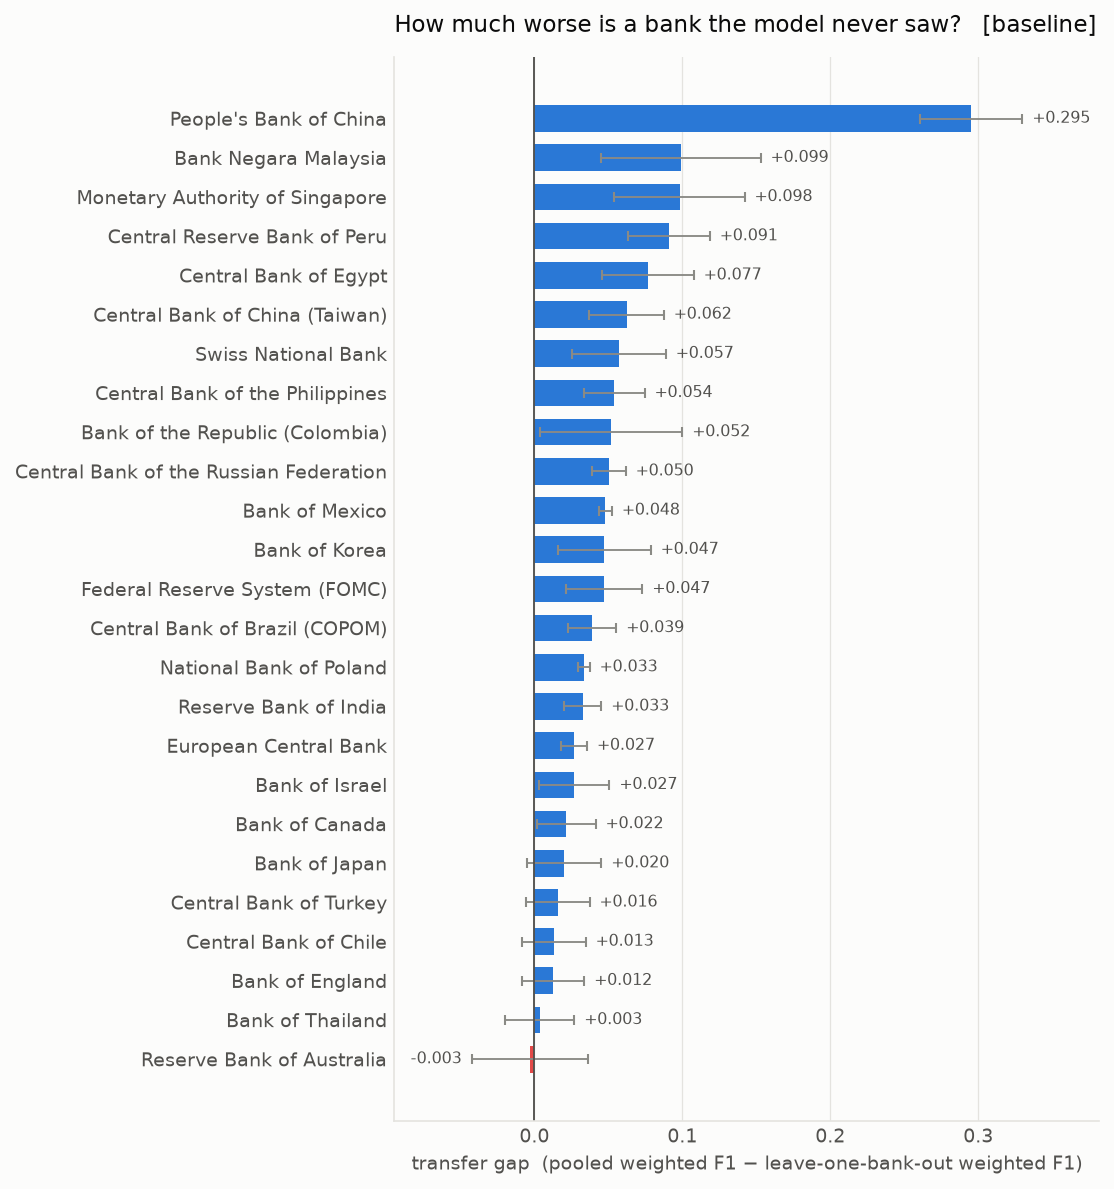 How much worse is a bank the model never saw?   [baseline]
People's Bank of China +0.295
Bank Negara Malaysia +0.099
Monetary Authority of Singapore +0.098
Central Reserve Bank of Peru +0.091
Central Bank of Egypt +0.077
Central Bank of China (Taiwan) +0.062
Swiss National Bank +0.057
Central Bank of the Philippines +0.054
Bank of the Republic (Colombia) +0.052
Central Bank of the Russian Federation +0.050
Bank of Mexico +0.048
Bank of Korea +0.047
Federal Reserve System (FOMC) +0.047
Central Bank of Brazil (COPOM) +0.039
National Bank of Poland +0.033
Reserve Bank of India +0.033
European Central Bank +0.027
Bank of Israel +0.027
Bank of Canada +0.022
Bank of Japan +0.020
Central Bank of Turkey +0.016
Central Bank of Chile +0.013
Bank of England +0.012
Bank of Thailand +0.003
Reserve Bank of Australia -0.003
0.0 0.1 0.2 0.3
transfer gap  (pooled weighted F1 − leave-one-bank-out weighted F1)